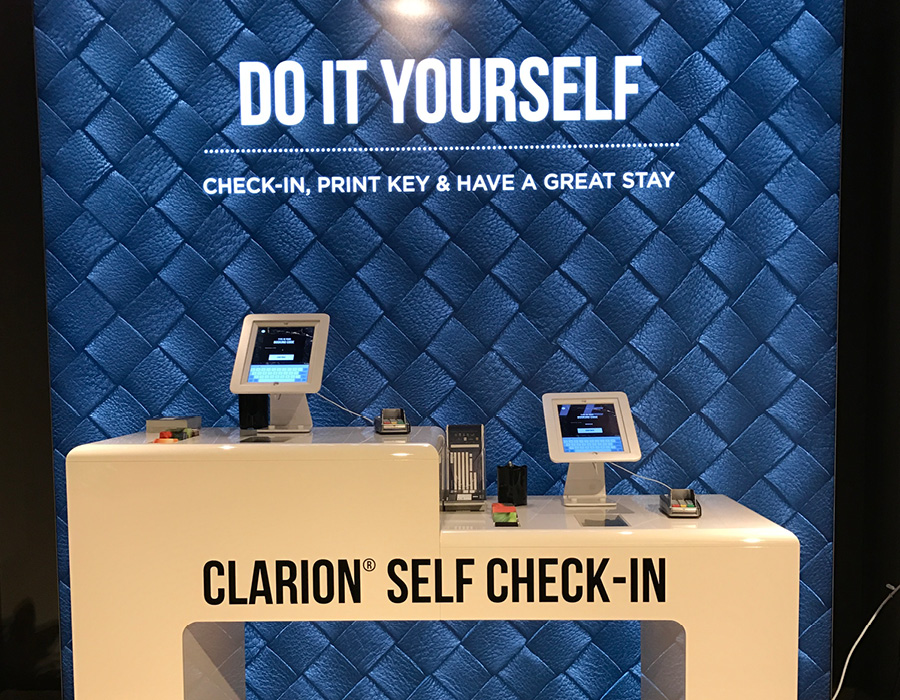 DO IT YOURSELF
CHECK-IN, PRINT KEY & HAVE A GREAT STAY
CLARION® SELF CHECK-IN